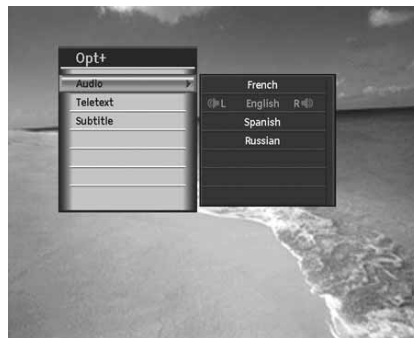 Opt+
Audio
Teletext
Subtitle
French
L English R
Spanish
Russian